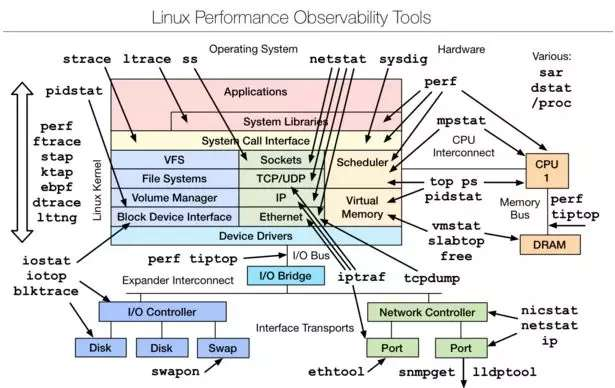 Linux Performance Observability Tools
Operating System
Hardware
Various:
sar
dstat
/proc
strace ltrace ss netstat sysdig
perf
pidstat
Applications
System Libraries
System Call Interface
mpstat
CPU
Interconnect
Linux Kernel
perf
ftrace
stap
ktap
ebpf
dtrace
lttng
VFS
Sockets
Scheduler
File Systems
TCP/UDP
Volume Manager
IP
Virtual
Memory
Block Device Interface
Ethernet
Device Drivers
CPU
1
top ps
pidstat
Memory
Bus
perf
tiptop
vmstat
slabtop
free
DRAM
iostat
iotop
blktrace
perf tiptop
I/O Bus
I/O Bridge
iptraf
tcpdump
Expander Interconnect
I/O Controller
Network Controller
nicstat
netstat
ip
Interface Transports
Disk
Disk
Swap
Port
Port
swapon
ethtool
snmpget
lldptool